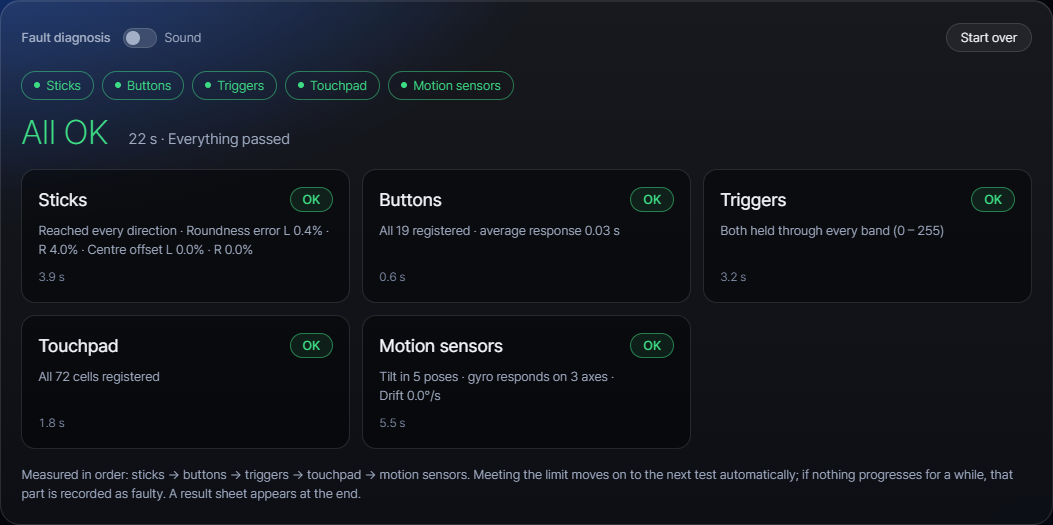 Fault diagnosis Sound Start over
Sticks Buttons Triggers Touchpad Motion sensors
All OK 22 s · Everything passed
Sticks OK
Reached every direction · Roundness error L 0.4% ·
R 4.0% · Centre offset L 0.0% · R 0.0%
3.9 s
Buttons OK
All 19 registered · average response 0.03 s
0.6 s
Triggers OK
Both held through every band (0 – 255)
3.2 s
Touchpad OK
All 72 cells registered
1.8 s
Motion sensors OK
Tilt in 5 poses · gyro responds on 3 axes ·
Drift 0.0°/s
5.5 s
Measured in order: sticks → buttons → triggers → touchpad → motion sensors. Meeting the limit moves on to the next test automatically; if nothing progresses for a while, that
part is recorded as faulty. A result sheet appears at the end.